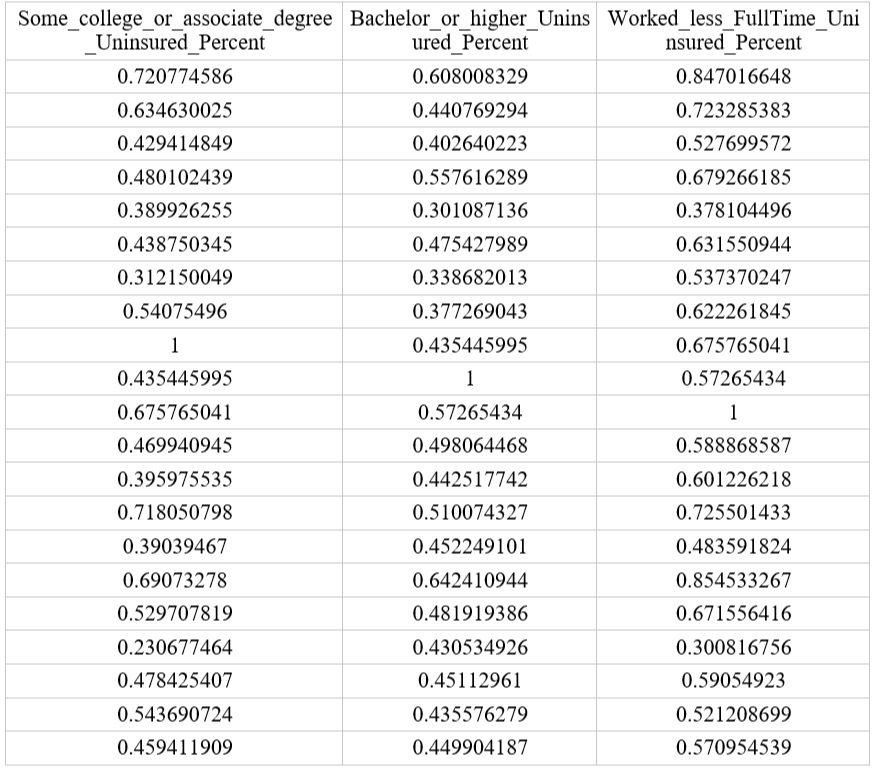 Some_college_or_associate_degree Bachelor_or_higher_Unins Worked_less_FullTime_Uni
_Uninsured_Percent ured_Percent nsured_Percent
0.720774586 0.608008329 0.847016648
0.634630025 0.440769294 0.723285383
0.429414849 0.402640223 0.527699572
0.480102439 0.557616289 0.679266185
0.389926255 0.301087136 0.378104496
0.438750345 0.475427989 0.631550944
0.312150049 0.338682013 0.537370247
0.54075496 0.377269043 0.622261845
1 0.435445995 0.675765041
0.435445995 1 0.57265434
0.675765041 0.57265434 1
0.469940945 0.498064468 0.588868587
0.395975535 0.442517742 0.601226218
0.718050798 0.510074327 0.725501433
0.39039467 0.452249101 0.483591824
0.69073278 0.642410944 0.854533267
0.529707819 0.481919386 0.671556416
0.230677464 0.430534926 0.300816756
0.478425407 0.45112961 0.59054923
0.543690724 0.435576279 0.521208699
0.459411909 0.449904187 0.570954539